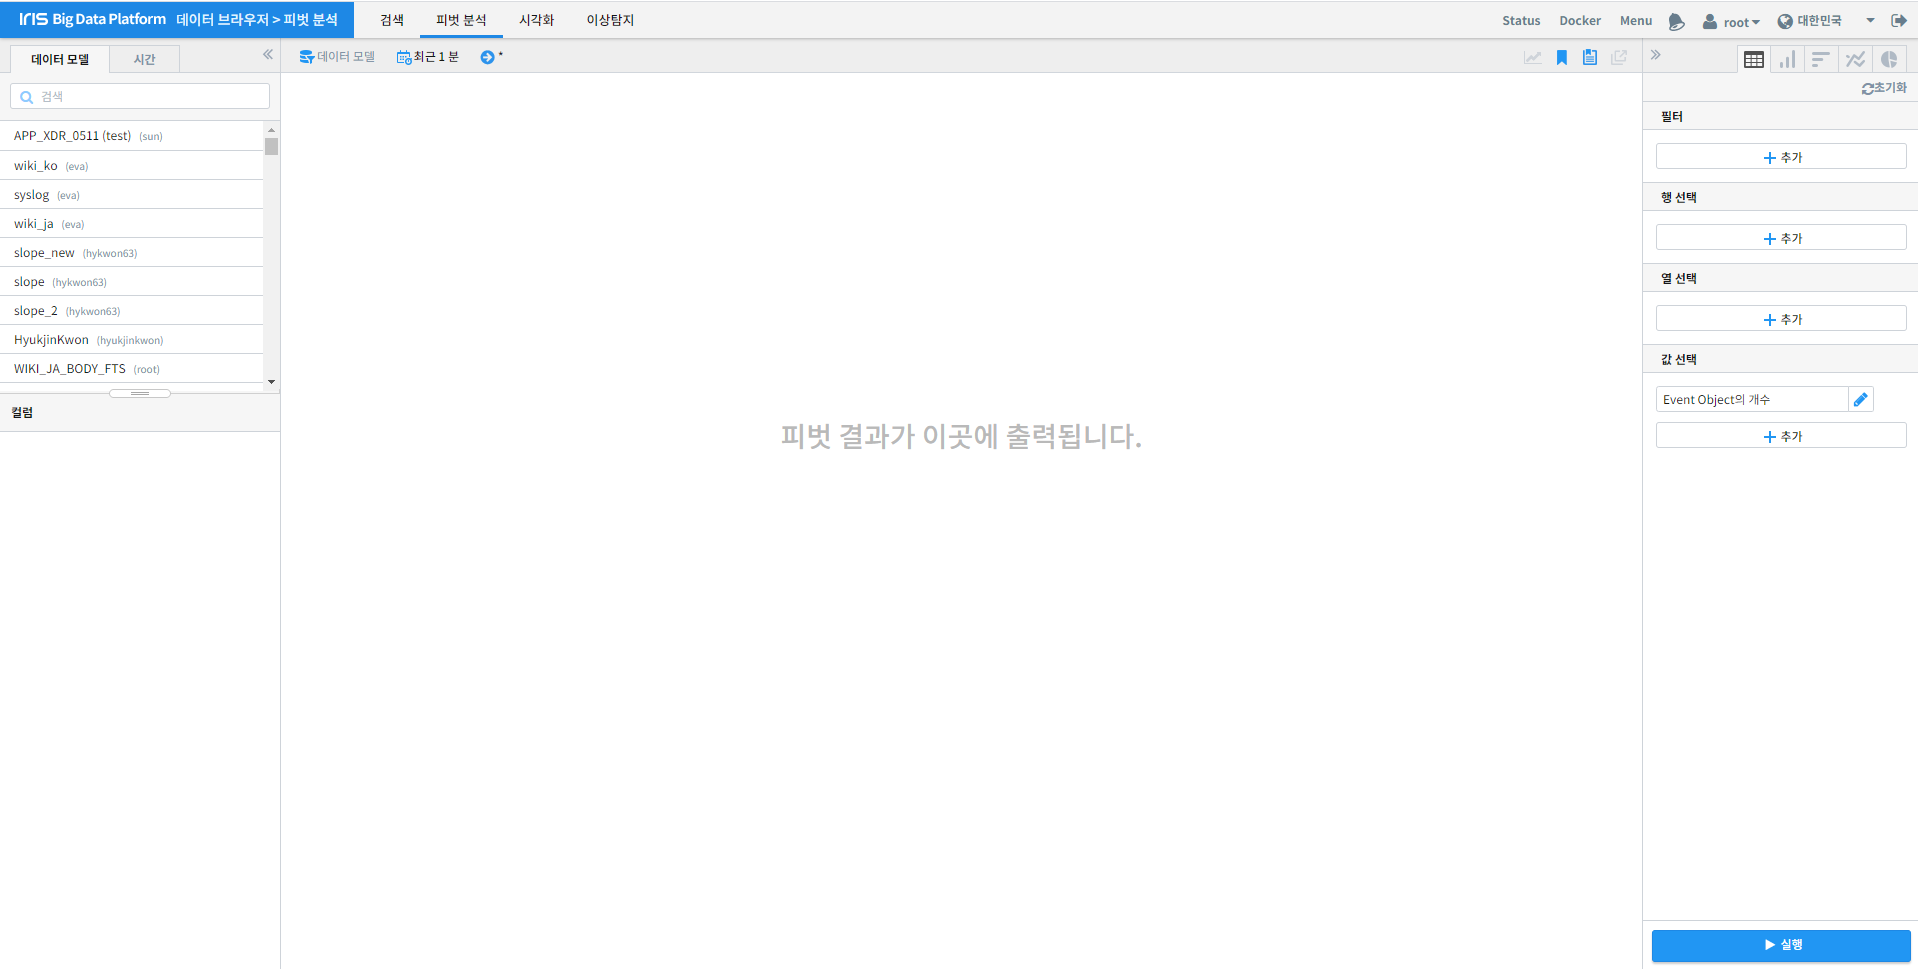 IRIS Big Data Platform 데이터 브라우저 > 피벗 분석
검색
피벗 분석
시각화
이상탐지
Status
Docker
Menu
root
대한민국
데이터 모델
시간
검색
APP_XDR_0511 (test) (sun)
wiki_ko (eva)
syslog (eva)
wiki_ja (eva)
slope_new (hykwon63)
slope (hykwon63)
slope_2 (hykwon63)
HyukjinKwon (hyukjinkwon)
WIKI_JA_BODY_FTS (root)
컬럼
데이터 모델
최근 1 분
*
피벗 결과가 이곳에 출력됩니다.
초기화
필터
+ 추가
행 선택
+ 추가
열 선택
+ 추가
값 선택
Event Object의 개수
+ 추가
실행